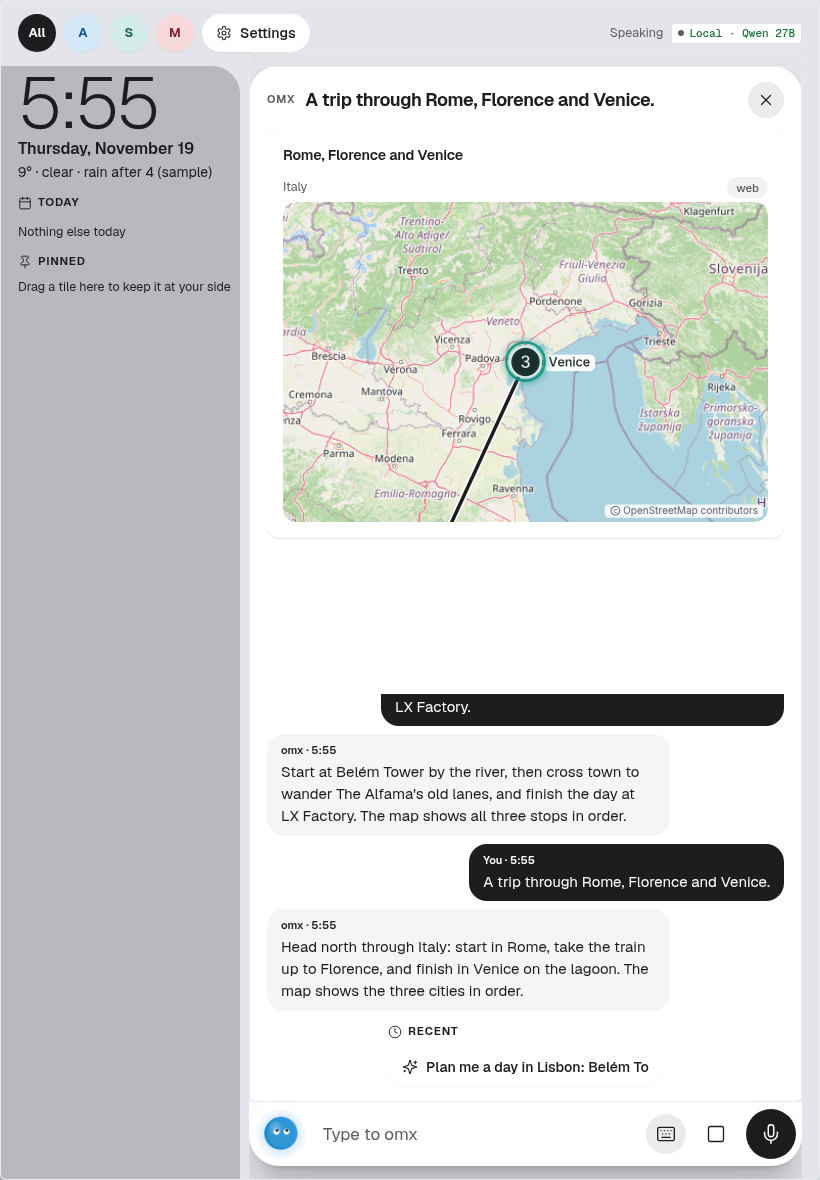 All
A
S
M
Settings
Speaking
Local · Qwen 27B
5:55
Thursday, November 19
9° · clear · rain after 4 (sample)
TODAY
Nothing else today
PINNED
Drag a tile here to keep it at your side
OMX A trip through Rome, Florence and Venice.
Rome, Florence and Venice
Italy
web
Klagenfurt
Trentino-
Alto Adige/
Südtirol
Trento
Friuli-Venezia
Giulia
Slovenija
Pordenone
Gorizia
Veneto
Trieste
Vicenza
Brescia
Verona
Padova
3
Venice
Cremona
Mantova
Rijeka
Rovigo
Istarska
županija
Primorsko-
goranska
županija
Ferrara
Parma
Modena
Emilia-Romagna
Ravenna
© OpenStreetMap contributors
LX Factory.
omx · 5:55
Start at Belém Tower by the river, then cross town to
wander The Alfama's old lanes, and finish the day at
LX Factory. The map shows all three stops in order.
You · 5:55
A trip through Rome, Florence and Venice.
omx · 5:55
Head north through Italy: start in Rome, take the train
up to Florence, and finish in Venice on the lagoon. The
map shows the three cities in order.
RECENT
Plan me a day in Lisbon: Belém To
Type to omx